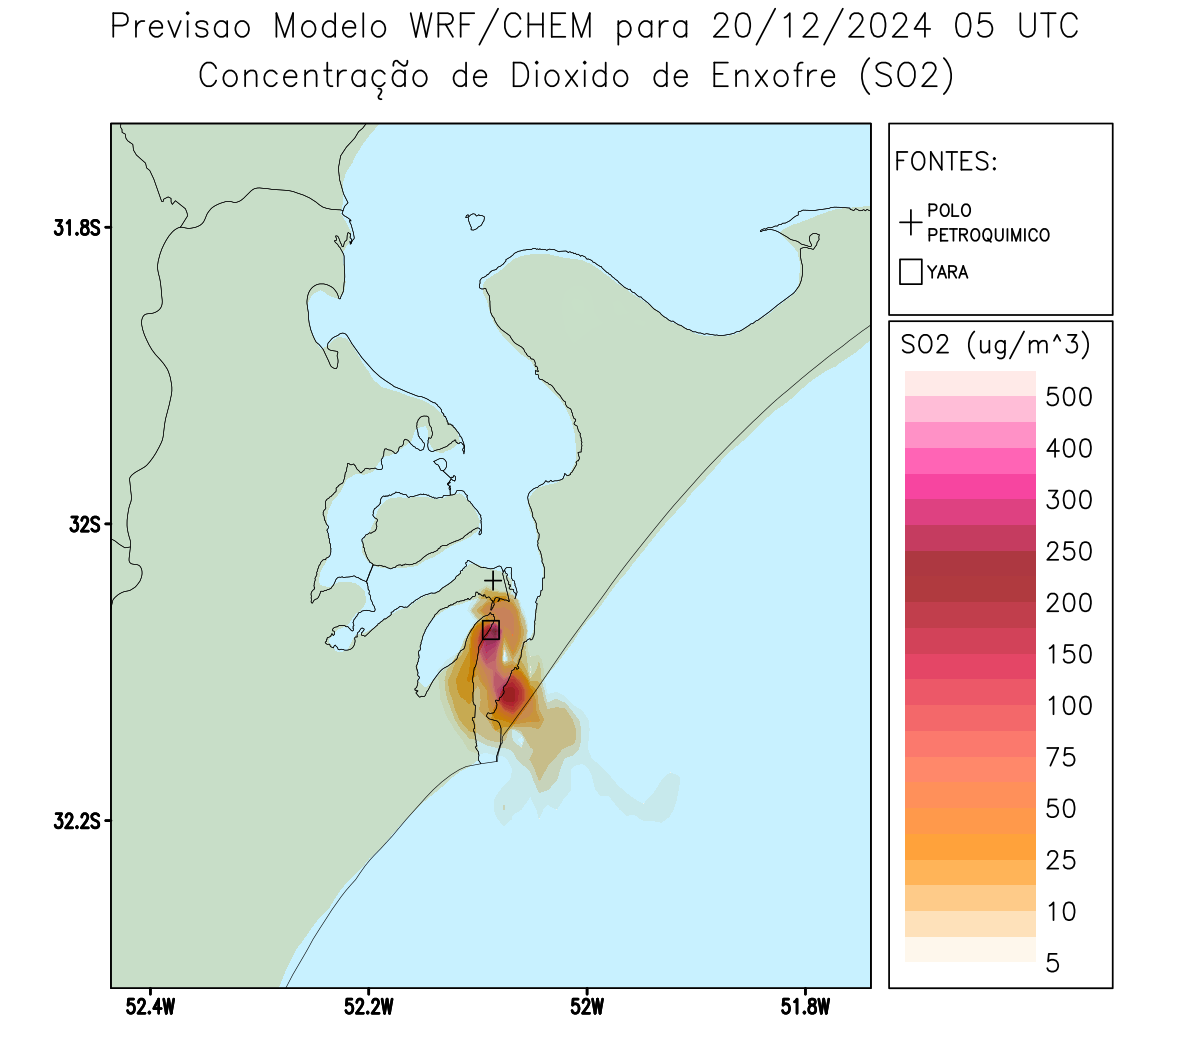 Previsao Modelo WRF/CHEM para 20/12/2024 05 UTC
Concentração de Dioxido de Enxofre (SO2)
FONTES:
POLO
PETROQUIMICO
YARA
31.8S
32S
32.2S
52.4W
52.2W
52W
51.8W
SO2 (ug/m^3)
500
400
300
250
200
150
100
75
50
25
10
5